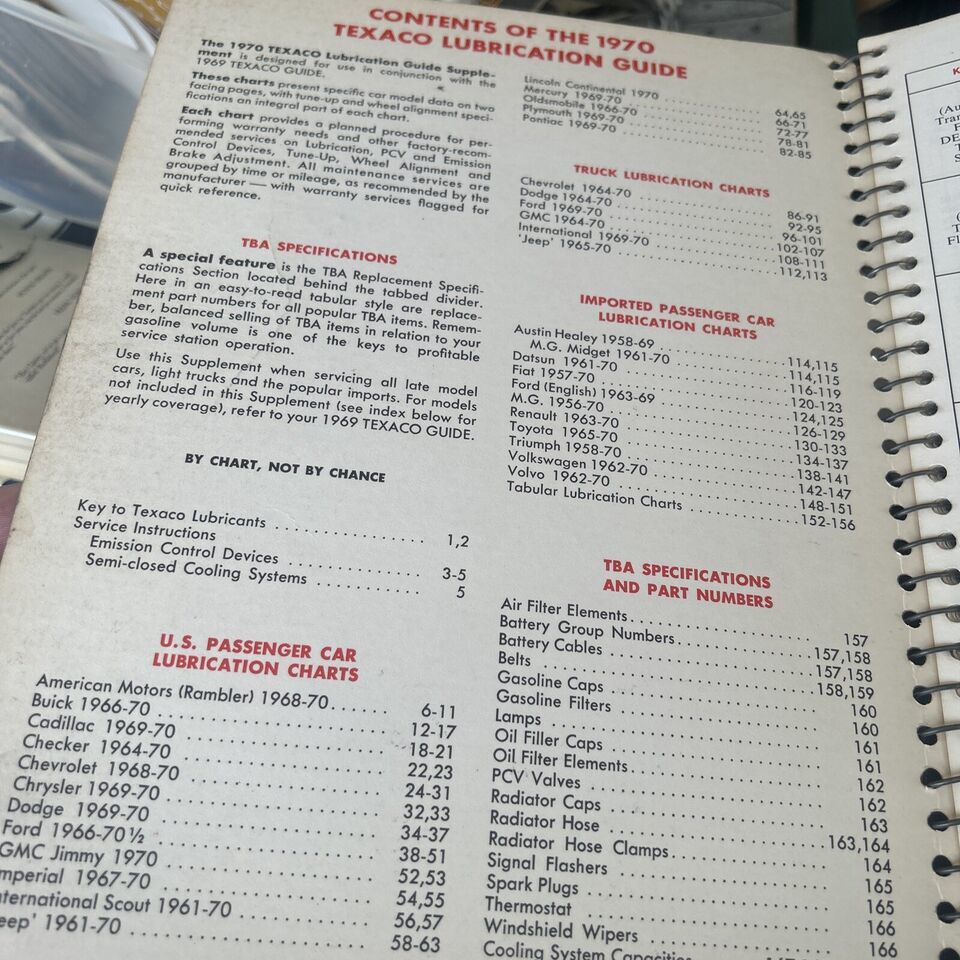 CONTENTS OF THE 1970
TEXACO LUBRICATION GUIDE
The 1970 TEXACO Lubrication Guide Supple-
ment is designed for use in conjunction with the
1969 TEXACO GUIDE.
These charts present specific car model data on two
facing pages, with tune-up and wheel alignment speci-
fications an integral part of each chart.
Each chart provides a planned procedure for per-
forming warranty needs and other factory-recom-
mended services on Lubrication, PCV and Emission
Control Devices, Tune-Up, Wheel Alignment and
Brake Adjustment. All maintenance services are
grouped by time or mileage, as recommended by the
manufacturer — with warranty services flagged for
quick reference.
TBA SPECIFICATIONS
A special feature is the TBA Replacement Specifi-
cations Section located behind the tabbed divider.
Here in an easy-to-read tabular style are replace-
ment part numbers for all popular TBA items. Remem-
ber, balanced selling of TBA items in relation to your
gasoline volume is one of the keys to profitable
service station operation.
Use this Supplement when servicing all late model
cars, light trucks and the popular imports. For models
not included in this Supplement (see index below for
yearly coverage), refer to your 1969 TEXACO GUIDE.
BY CHART, NOT BY CHANCE
Key to Texaco Lubricants . . . . . . . . . . . . . 1,2
Service Instructions
Emission Control Devices . . . . . . . . . . . . 3-5
Semi-closed Cooling Systems . . . . . . . . . 5
U.S. PASSENGER CAR
LUBRICATION CHARTS
American Motors (Rambler) 1968-70 . . . . . . . 6-11
Buick 1966-70 . . . . . . . . . . . . 12-17
Cadillac 1969-70 . . . . . . . . . . . . 18-21
Checker 1964-70 . . . . . . . . . . . . 22,23
Chevrolet 1968-70 . . . . . . . . . . . . 24-31
Chrysler 1969-70 . . . . . . . . . . . . 32,33
Dodge 1969-70 . . . . . . . . . . . . 34-37
Ford 1966-70½ . . . . . . . . . . . . 38-51
GMC Jimmy 1970 . . . . . . . . . . . . 52,53
mperial 1967-70 . . . . . . . . . . . . 54,55
nternational Scout 1961-70 . . . . . . . . . 56,57
eep' 1961-70 . . . . . . . . . . . . 58-63
Lincoln Continental 1970 . . . . . . . . . 64,65
Mercury 1969-70 . . . . . . . . . . . . 66-71
Oldsmobile 1966-70 . . . . . . . . . . . . 72-77
Plymouth 1969-70 . . . . . . . . . . . . 78-81
Pontiac 1969-70 . . . . . . . . . . . . 82-85
TRUCK LUBRICATION CHARTS
Chevrolet 1964-70 . . . . . . . . . . . . 86-91
Dodge 1964-70 . . . . . . . . . . . . 92-95
Ford 1969-70 . . . . . . . . . . . . 96-101
GMC 1964-70 . . . . . . . . . . . . 102-107
International 1969-70 . . . . . . . . . . . . 108-111
'Jeep' 1965-70 . . . . . . . . . . . . 112,113
IMPORTED PASSENGER CAR
LUBRICATION CHARTS
Austin Healey 1958-69 . . . . . . . . . . . . 114,115
M.G. Midget 1961-70 . . . . . . . . . . . . 114,115
Datsun 1961-70 . . . . . . . . . . . . 116-119
Fiat 1957-70 . . . . . . . . . . . . 120-123
Ford (English) 1963-69 . . . . . . . . . . . . 124,125
M.G. 1956-70 . . . . . . . . . . . . 126-129
Renault 1963-70 . . . . . . . . . . . . 130-133
Toyota 1965-70 . . . . . . . . . . . . 134-137
Triumph 1958-70 . . . . . . . . . . . . 138-141
Volkswagen 1962-70 . . . . . . . . . . . . 142-147
Volvo 1962-70 . . . . . . . . . . . . 148-151
Tabular Lubrication Charts . . . . . . . . . . . . 152-156
TBA SPECIFICATIONS
AND PART NUMBERS
Air Filter Elements . . . . . . . . . . . . 157
Battery Group Numbers . . . . . . . . . . . . 157,158
Battery Cables . . . . . . . . . . . . 157,158
Belts . . . . . . . . . . . . 158,159
Gasoline Caps . . . . . . . . . . . . 160
Gasoline Filters . . . . . . . . . . . . 160
Lamps . . . . . . . . . . . . 161
Oil Filler Caps . . . . . . . . . . . . 161
Oil Filter Elements . . . . . . . . . . . . 162
PCV Valves . . . . . . . . . . . . 162
Radiator Caps . . . . . . . . . . . . 163
Radiator Hose . . . . . . . . . . . . 163,164
Radiator Hose Clamps . . . . . . . . . . . . 164
Signal Flashers . . . . . . . . . . . . 165
Spark Plugs . . . . . . . . . . . . 165
Thermostat . . . . . . . . . . . . 166
Windshield Wipers . . . . . . . . . . . . 166
Cooling System Capacities
K
(Au
Tran
F
DE
T
S
(
T
FL